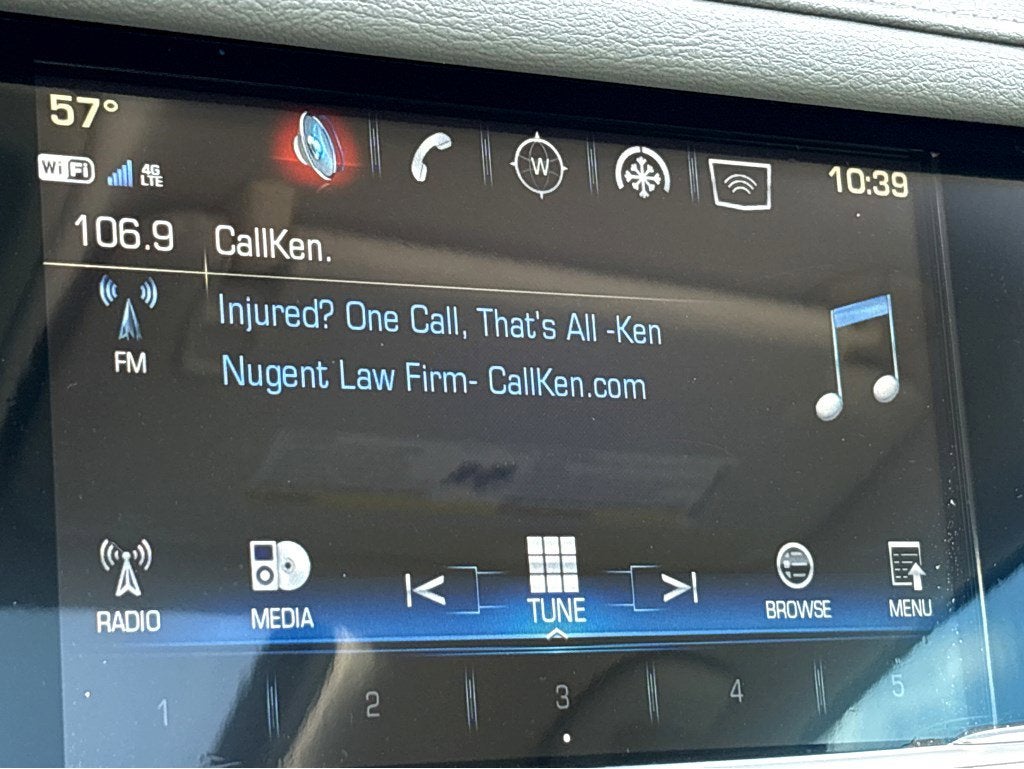 57°
WiFi
4G
LTE
W
10:39
106.9
CallKen.
FM
Injured? One Call, That's All -Ken
Nugent Law Firm- CallKen.com
RADIO
MEDIA
TUNE
BROWSE
MENU
1
2
3
4
5